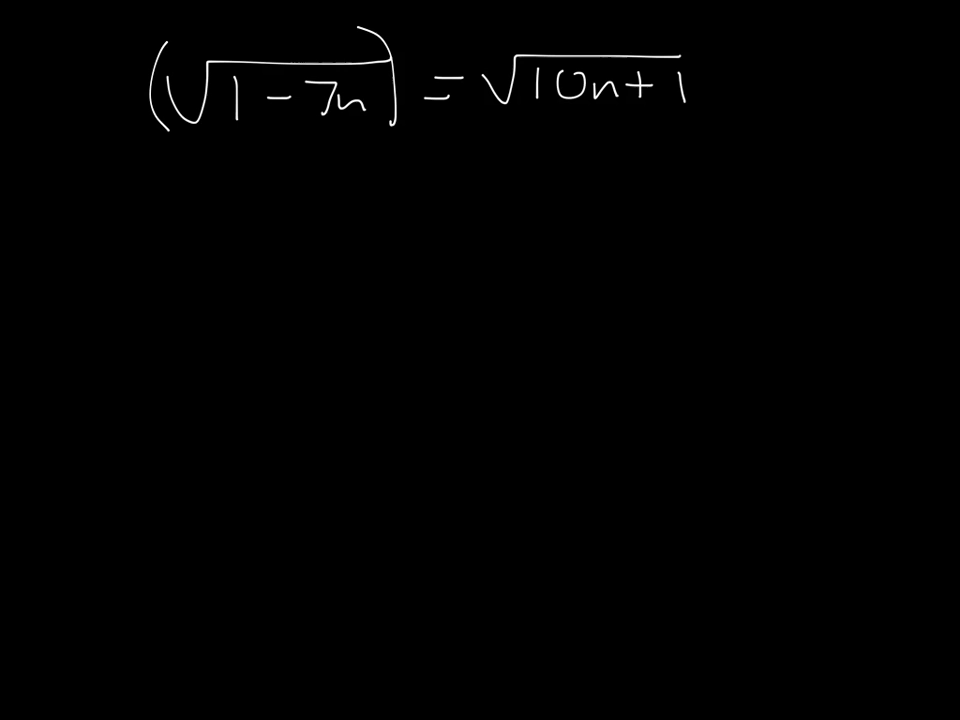 (√1-7n) = √10n+1